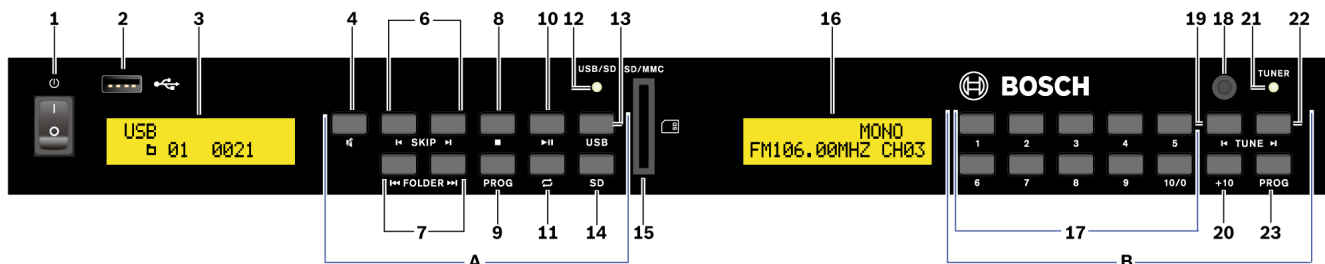 1 2 3 4 6 8 10 12 13 16 19 18 21 22
USB/SD SD/MMC
TUNER
BOSCH
I
O
USB
01 0021
SKIP
USB
SD
MONO
FM106.00MHZ CH03
1 2 3 4 5
TUNE
FOLDER
PROG
SD
6 7 8 9 10/0
+10 PROG
7 9 11 14 15 17 20 23
A B